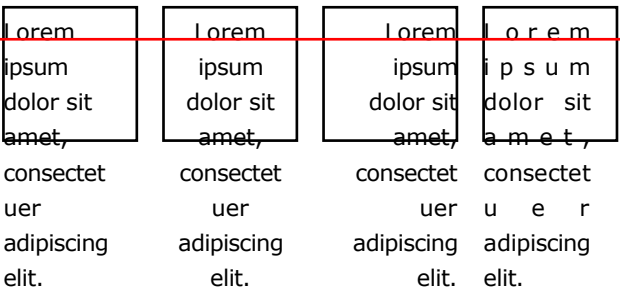 Lorem
ipsum
dolor sit
amet,
consectet
uer
adipiscing
elit.
Lorem
ipsum
dolor sit
amet,
consectet
uer
adipiscing
elit.
Lorem
ipsum
dolor sit
amet,
consectet
uer
adipiscing
elit.
L o r e m
i p s u m
dolor sit
a m e t ,
consectet
u e r
adipiscing
elit.